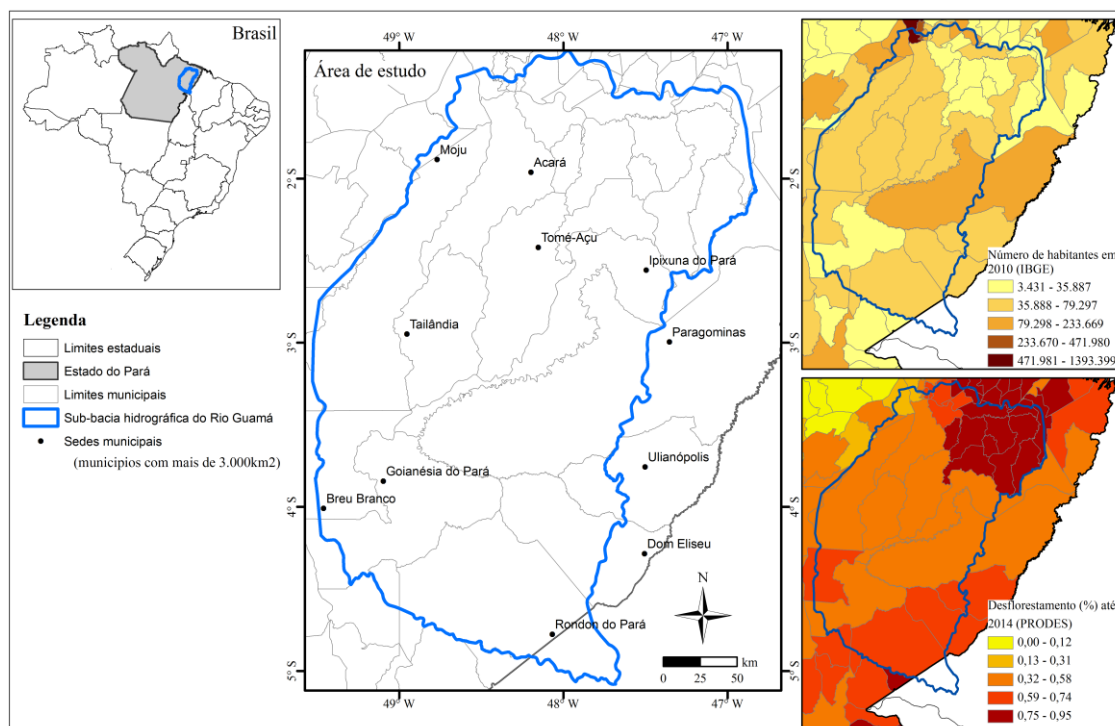 Brasil
Legenda
Limites estaduais
Estado do Pará
Limites municipais
Sub-bacia hidrográfica do Rio Guamá
Sedes municipais
(municipios com mais de 3.000km2)
49°W
48°W
47°W
Área de estudo
Moju
Acará
2°S
2°S
Tomé-Açu
Ipixuna do Pará
Tailândia
Paragominas
3°S
3°S
Ulianópolis
Goianésia do Pará
Breu Branco
4°S
4°S
Dom Eliseu
N
Rondon do Pará
km
0 25 50
5°S
5°S
49°W
48°W
47°W
Número de habitantes em
2010 (IBGE)
3.431 - 35.887
35.888 - 79.297
79.298 - 233.669
233.670 - 471.980
471.981 - 1393.399
Desflorestamento (%) até
2014 (PRODES)
0,00 - 0,12
0,13 - 0,31
0,32 - 0,58
0,59 - 0,74
0,75 - 0,95